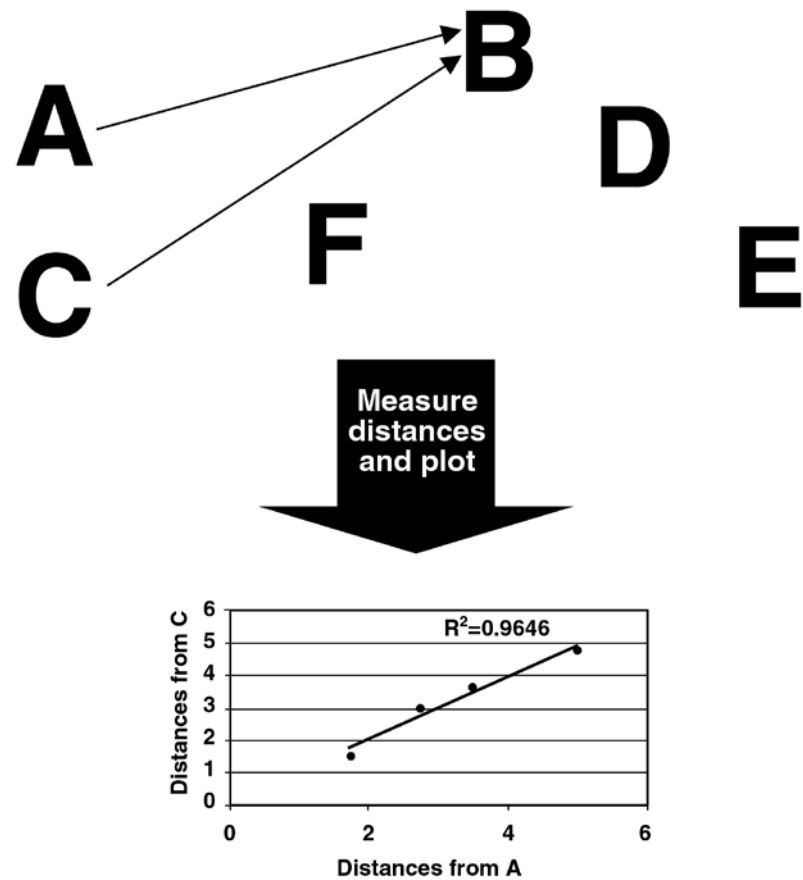 B
A
D
F
C
E
Measure
distances
and plot
R²=0.9646
Distances from C
6
5
4
3
2
1
0
0 2 4 6
Distances from A